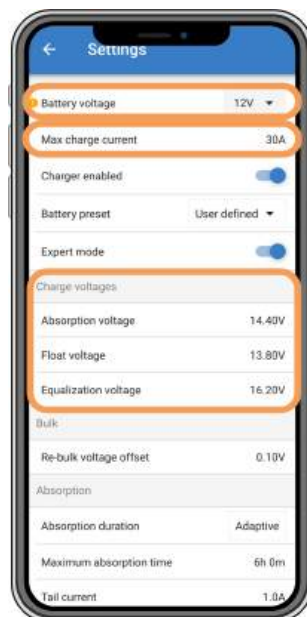 Settings
Battery voltage 12V
Max charge current 30A
Charger enabled
Battery preset User defined
Expert mode
Charge voltages
Absorption voltage 14.40V
Float voltage 13.80V
Equalization voltage 16.20V
Bulk
Re-bulk voltage offset 0.10V
Absorption
Absorption duration Adaptive
Maximum absorption time 6h 0m
Tail current 1.0A